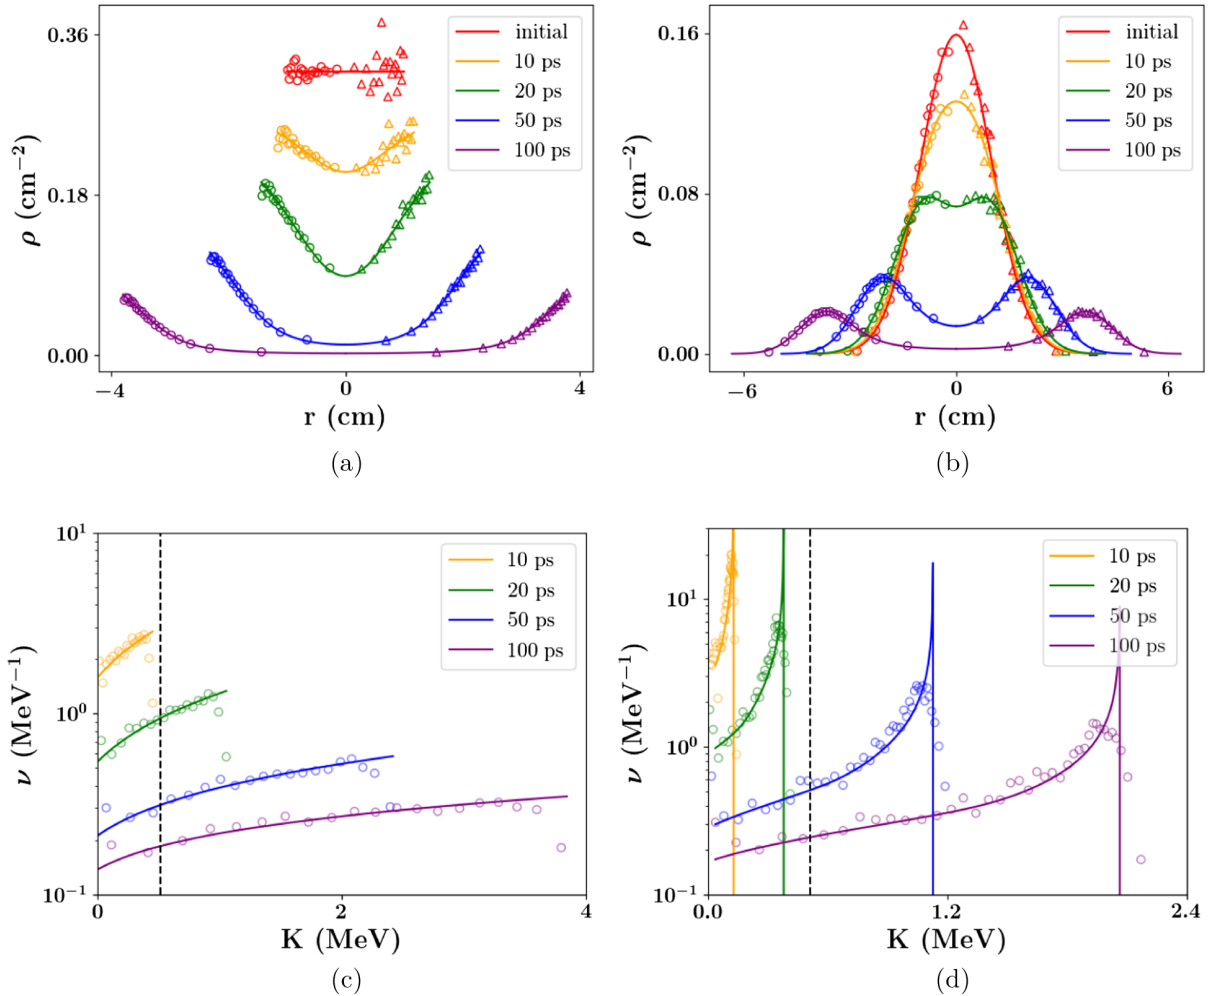 0.36
0.18
0.00
ρ (cm⁻²)
−4
0
4
r (cm)
initial
10 ps
20 ps
50 ps
100 ps
(a)
0.16
0.08
0.00
ρ (cm⁻²)
−6
0
6
r (cm)
initial
10 ps
20 ps
50 ps
100 ps
(b)
10¹
10⁰
10⁻¹
ν (MeV⁻¹)
0
2
4
K (MeV)
10 ps
20 ps
50 ps
100 ps
(c)
10¹
10⁰
10⁻¹
ν (MeV⁻¹)
0.0
1.2
2.4
K (MeV)
10 ps
20 ps
50 ps
100 ps
(d)